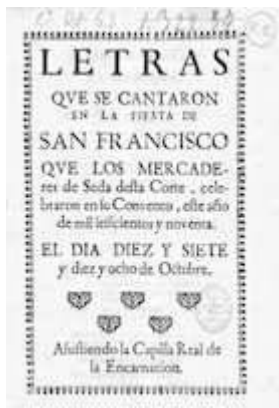 LETRAS
QVE SE CANTARON
EN LA FIESTA DE
SAN FRANCISCO
QVE LOS MERCADE-
res de Seda desta Corte, cele-
braron en su Convento, este año
de mil seiscientos y noventa.
EL DIA DIEZ Y SIETE
y diez y ocho de Octubre.
Assistiendo la Capilla Real de
la Encarnacion.